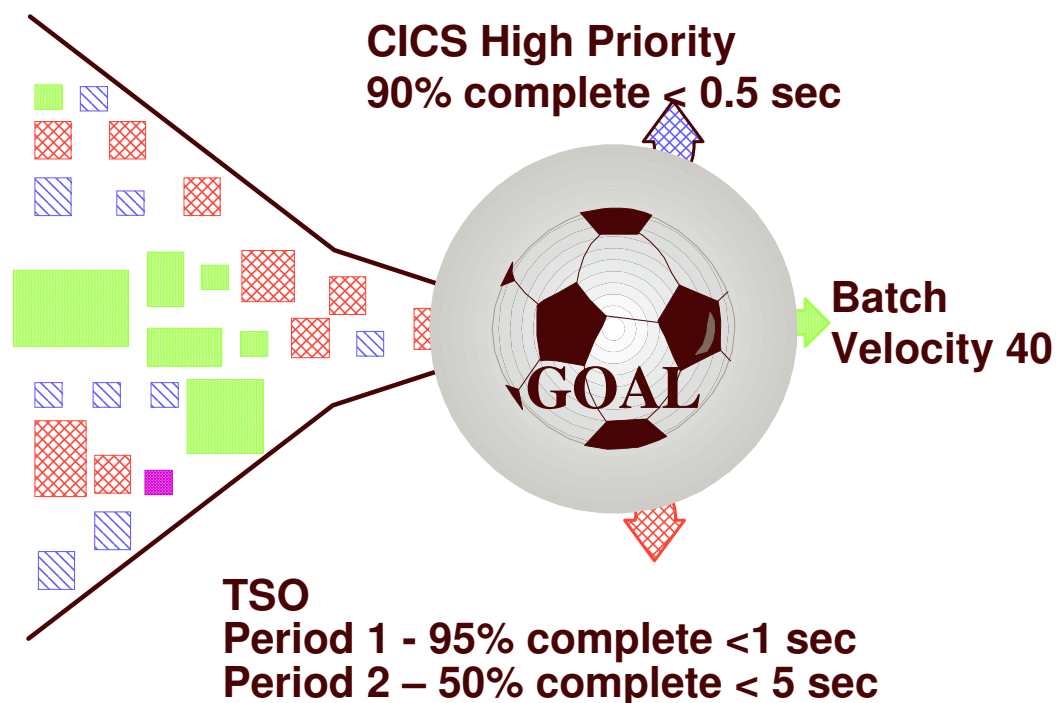 CICS High Priority
90% complete < 0.5 sec
GOAL
Batch
Velocity 40
TSO
Period 1 - 95% complete <1 sec
Period 2 – 50% complete < 5 sec